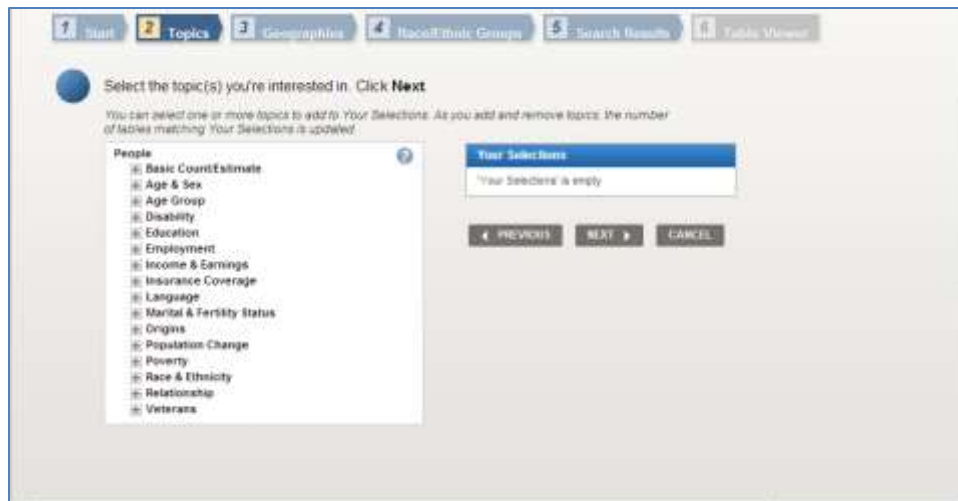 1 Start 2 Topics 3 Geographies 4 Race/Ethnic Groups 5 Search Results 6 Table Viewer
Select the topic(s) you're interested in. Click Next
You can select one or more topics to add to Your Selections. As you add and remove topics, the number
of tables matching Your Selections is updated
People
Basic Count/Estimate
Age & Sex
Age Group
Disability
Education
Employment
Income & Earnings
Insurance Coverage
Language
Marital & Fertility Status
Origins
Population Change
Poverty
Race & Ethnicity
Relationship
Veterans
Your Selections
'Your Selections' is empty
PREVIOUS NEXT CANCEL